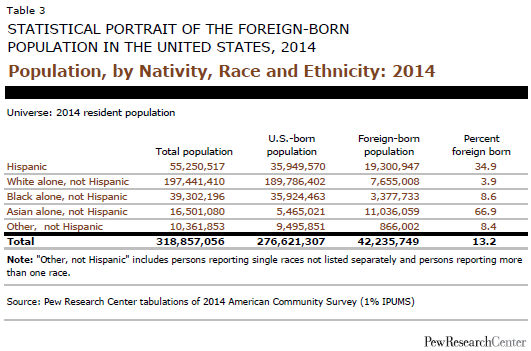 Table 3
STATISTICAL PORTRAIT OF THE FOREIGN-BORN
POPULATION IN THE UNITED STATES, 2014
Population, by Nativity, Race and Ethnicity: 2014
Universe: 2014 resident population
Total population U.S.-born population Foreign-born population Percent foreign born
Hispanic 55,250,517 35,949,570 19,300,947 34.9
White alone, not Hispanic 197,441,410 189,786,402 7,655,008 3.9
Black alone, not Hispanic 39,302,196 35,924,463 3,377,733 8.6
Asian alone, not Hispanic 16,501,080 5,465,021 11,036,059 66.9
Other, not Hispanic 10,361,853 9,495,851 866,002 8.4
Total 318,857,056 276,621,307 42,235,749 13.2
Note: "Other, not Hispanic" includes persons reporting single races not listed separately and persons reporting more
than one race.
Source: Pew Research Center tabulations of 2014 American Community Survey (1% IPUMS)
PewResearchCenter